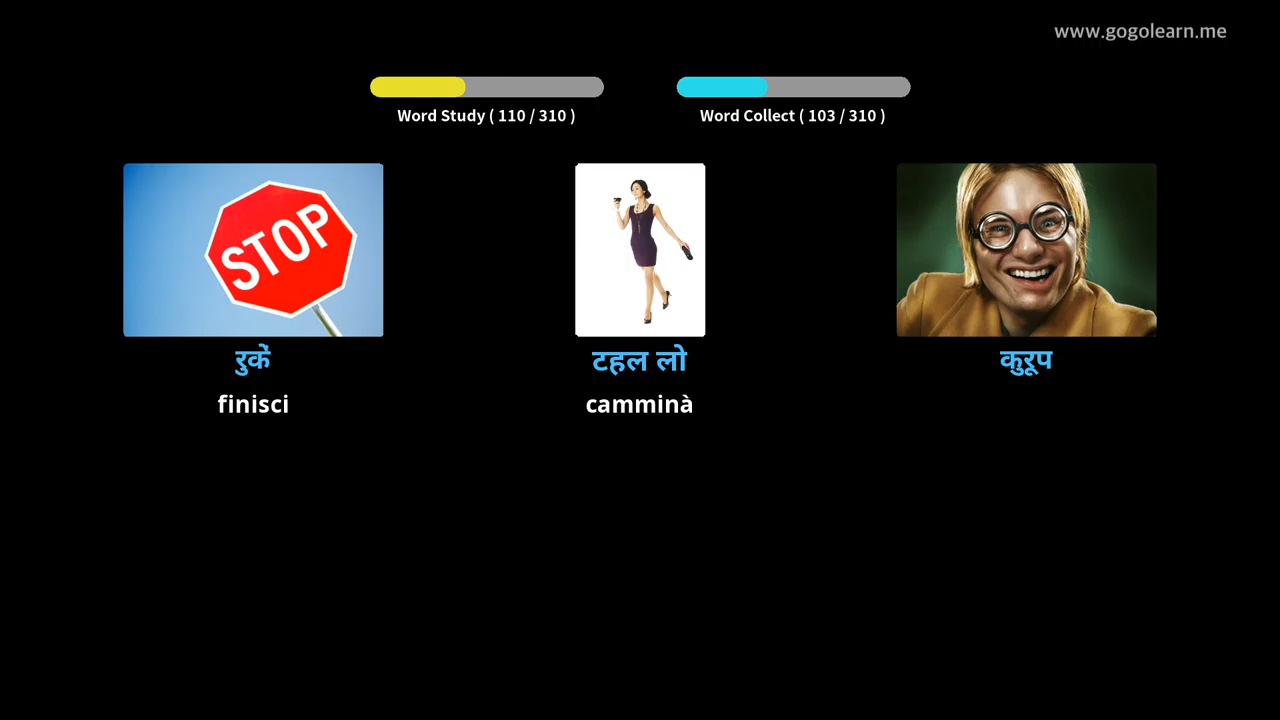 www.gogolearn.me
Word Study ( 110 / 310 )
Word Collect ( 103 / 310 )
STOP
रुकें
टहल लो
कुरूप
finisci
camminà